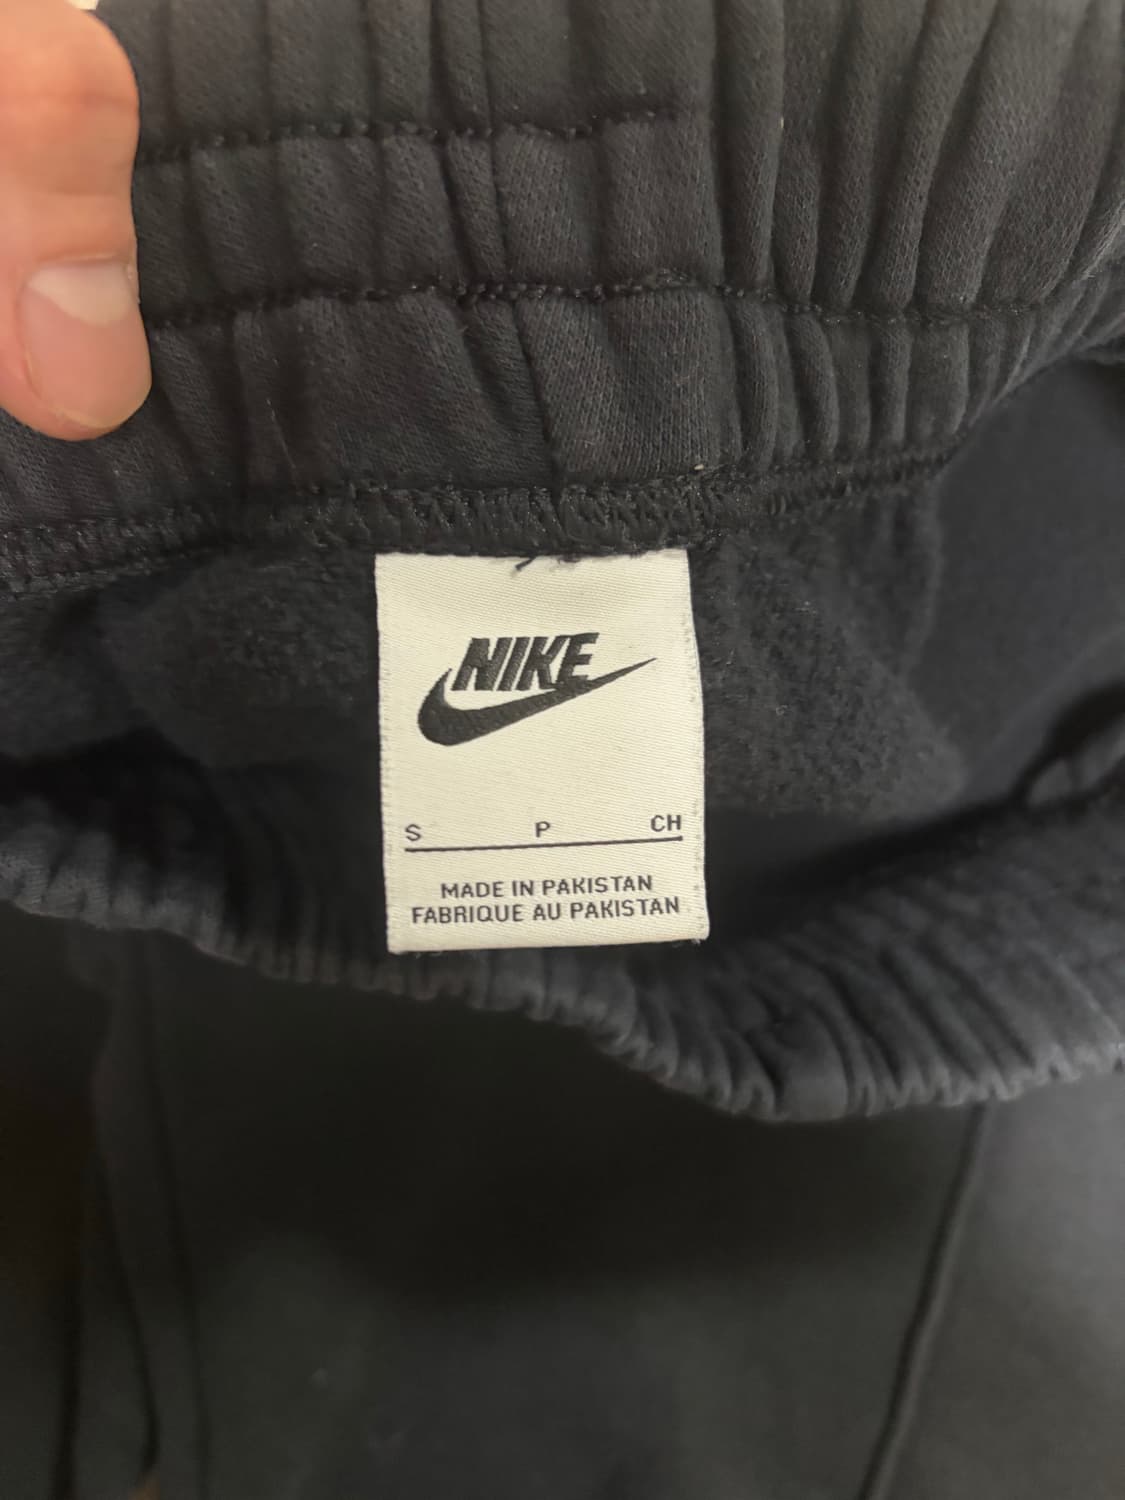 NIKE
S P CH
MADE IN PAKISTAN
FABRIQUE AU PAKISTAN